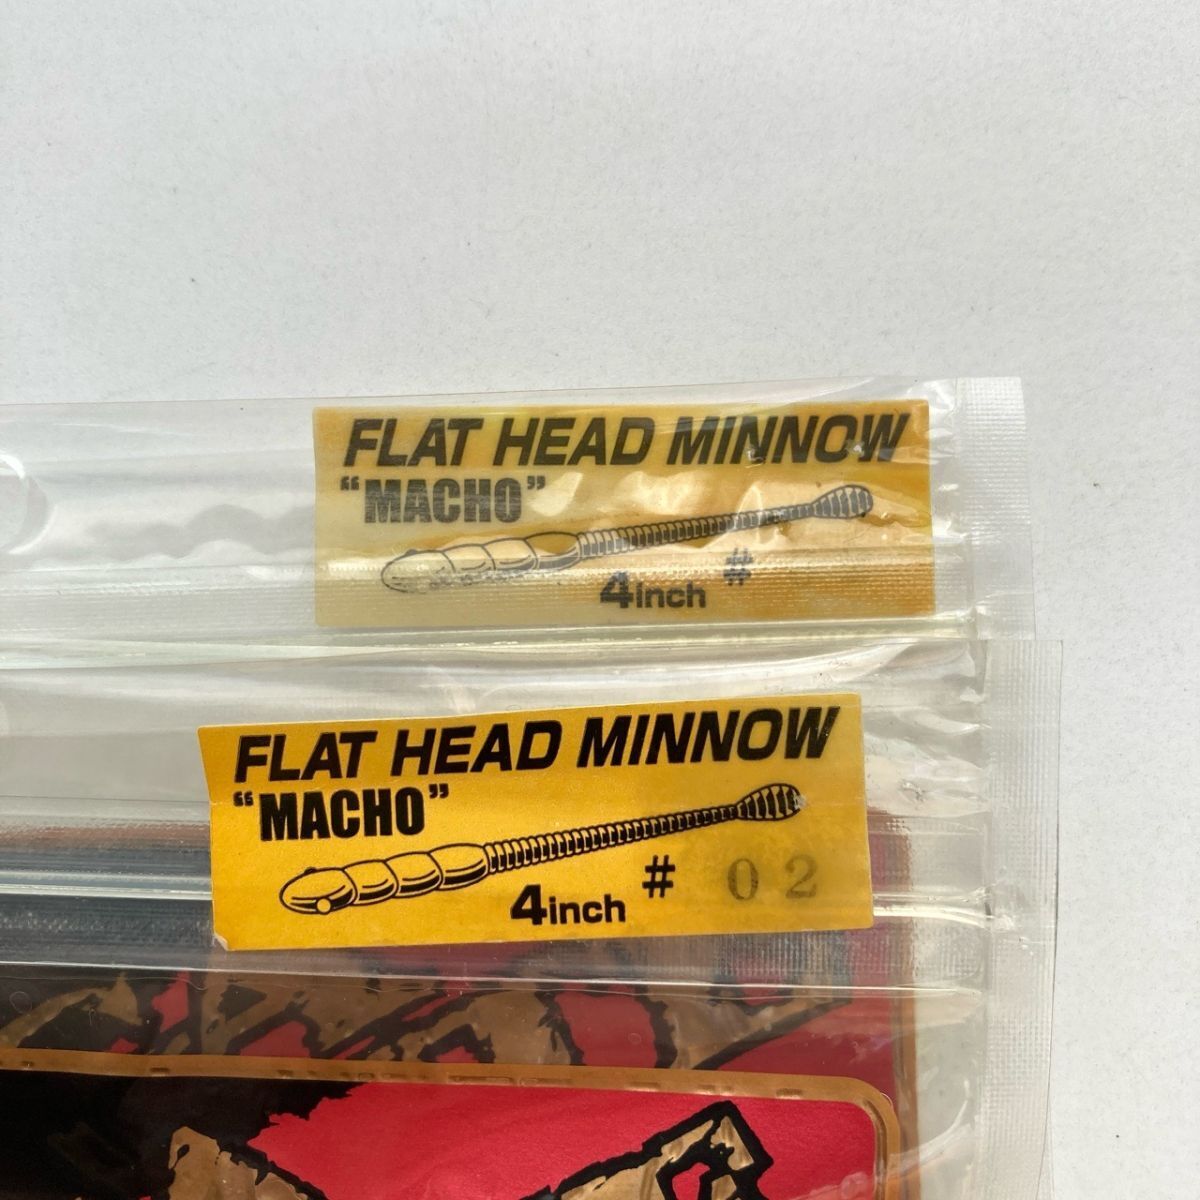 FLAT HEAD MINNOW
“MACHO”
4inch #
FLAT HEAD MINNOW
“MACHO”
4inch # 02